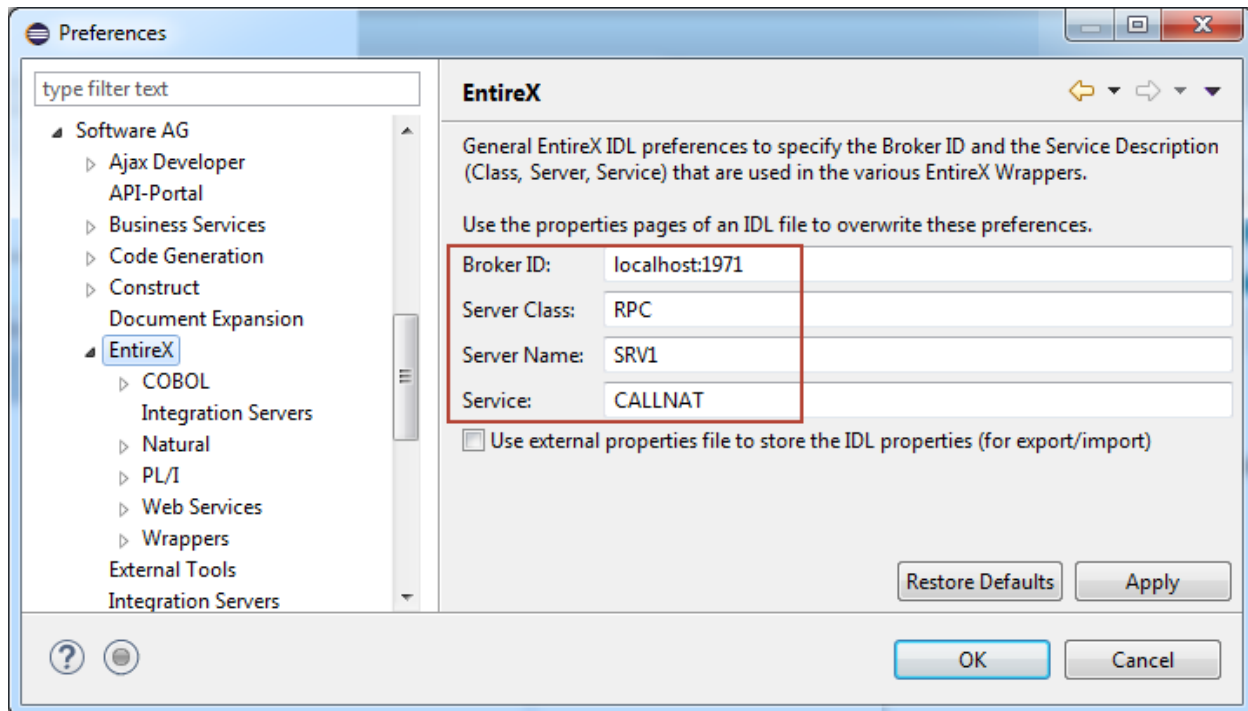 Preferences
type filter text
Software AG
Ajax Developer
API-Portal
Business Services
Code Generation
Construct
Document Expansion
EntireX
COBOL
Integration Servers
Natural
PL/I
Web Services
Wrappers
External Tools
Integration Servers
EntireX
General EntireX IDL preferences to specify the Broker ID and the Service Description
(Class, Server, Service) that are used in the various EntireX Wrappers.
Use the properties pages of an IDL file to overwrite these preferences.
Broker ID: localhost:1971
Server Class: RPC
Server Name: SRV1
Service: CALLNAT
Use external properties file to store the IDL properties (for export/import)
Restore Defaults Apply
? OK Cancel